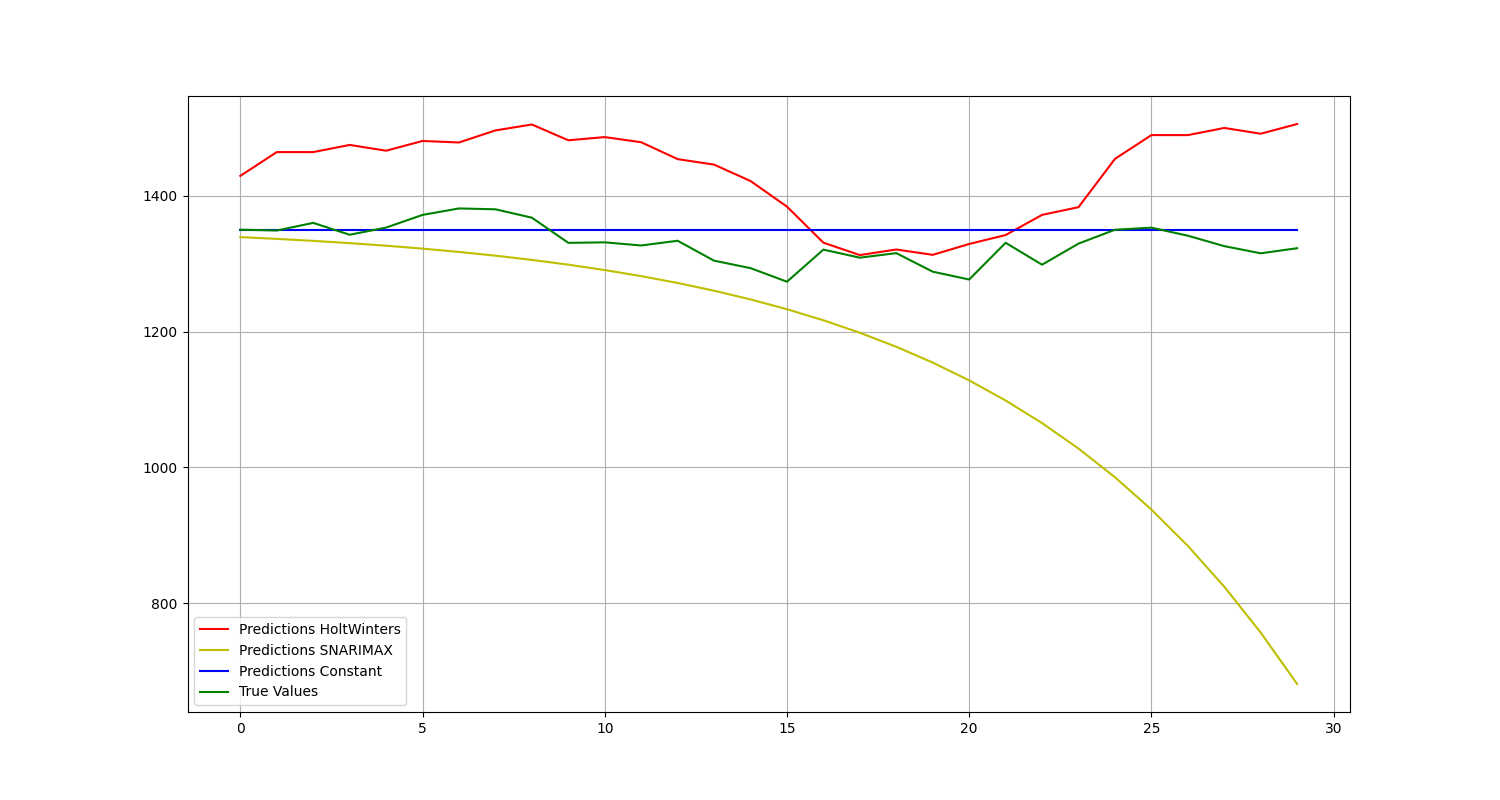 1400
1200
1000
800
Predictions HoltWinters
Predictions SNARIMAX
Predictions Constant
True Values
0 5 10 15 20 25 30